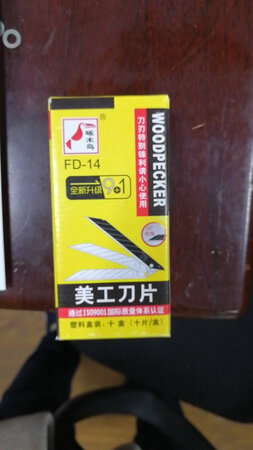 啄木鸟
®
FD-14
全新升级 9+1
WOODPECKER
刀刃特别锋利请小心使用
美工刀片
通过ISO9001国际质量体系认证
塑料盒装：十盒（十片/盒）